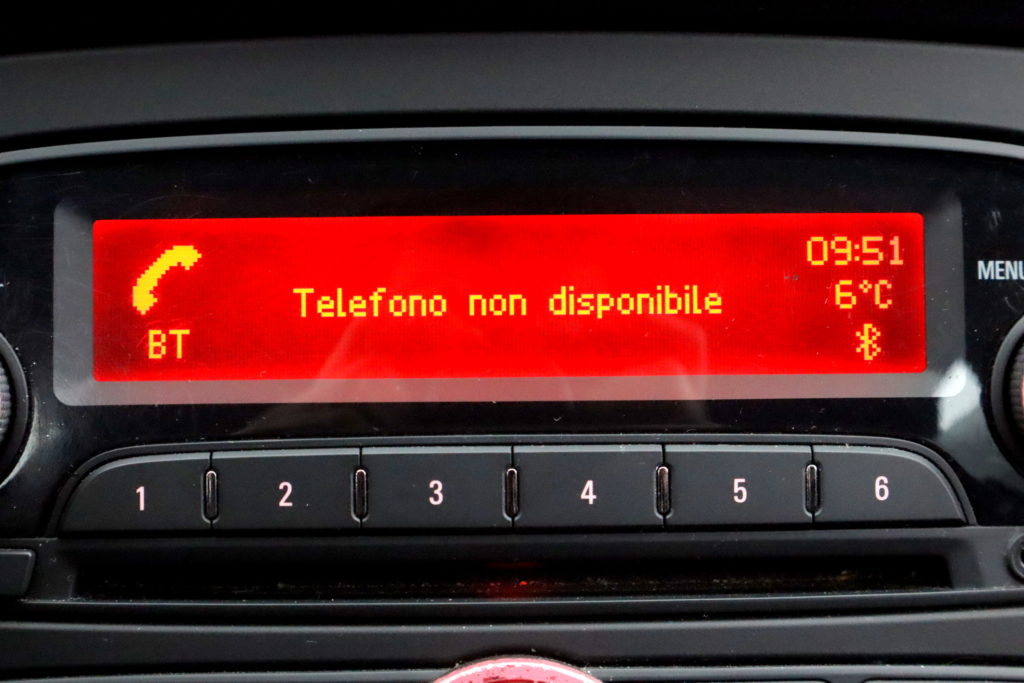 09:51
Telefono non disponibile
6°C
BT
MENU
1 2 3 4 5 6